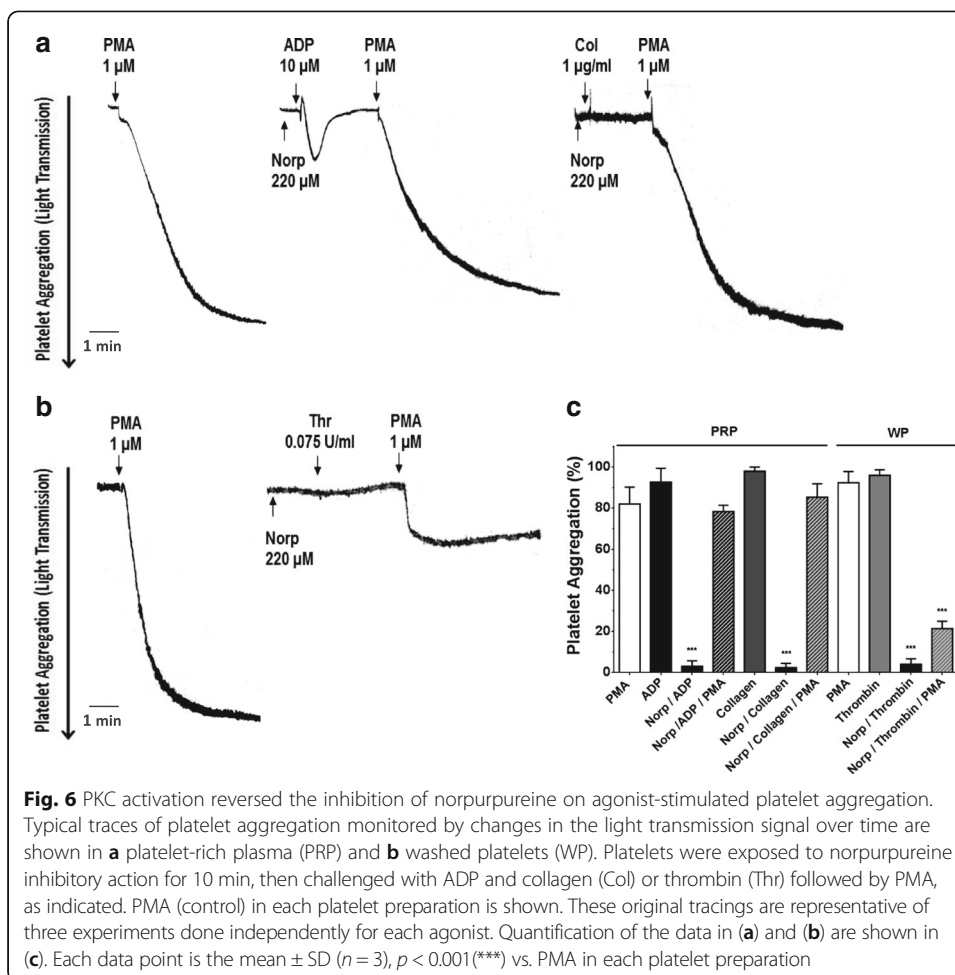 a
PMA
1 µM
ADP
10 µM
PMA
1 µM
Col
1 µg/ml
PMA
1 µM
Norp
220 µM
Norp
220 µM
Platelet Aggregation (Light Transmission)
1 min
b
PMA
1 µM
Thr
0.075 U/ml
PMA
1 µM
Norp
220 µM
Platelet Aggregation (Light Transmission)
1 min
c
PRP
WP
Platelet Aggregation (%)
100
80
60
40
20
0
***
***
***
***
PMA
ADP
Norp / ADP
Norp /ADP / PMA
Collagen
Norp / Collagen
Norp / Collagen / PMA
PMA
Thrombin
Norp / Thrombin
Norp / Thrombin / PMA
Fig. 6 PKC activation reversed the inhibition of norpurpureine on agonist-stimulated platelet aggregation.
Typical traces of platelet aggregation monitored by changes in the light transmission signal over time are
shown in a platelet-rich plasma (PRP) and b washed platelets (WP). Platelets were exposed to norpurpureine
inhibitory action for 10 min, then challenged with ADP and collagen (Col) or thrombin (Thr) followed by PMA,
as indicated. PMA (control) in each platelet preparation is shown. These original tracings are representative of
three experiments done independently for each agonist. Quantification of the data in (a) and (b) are shown in
(c). Each data point is the mean ± SD (n = 3), p < 0.001(***) vs. PMA in each platelet preparation